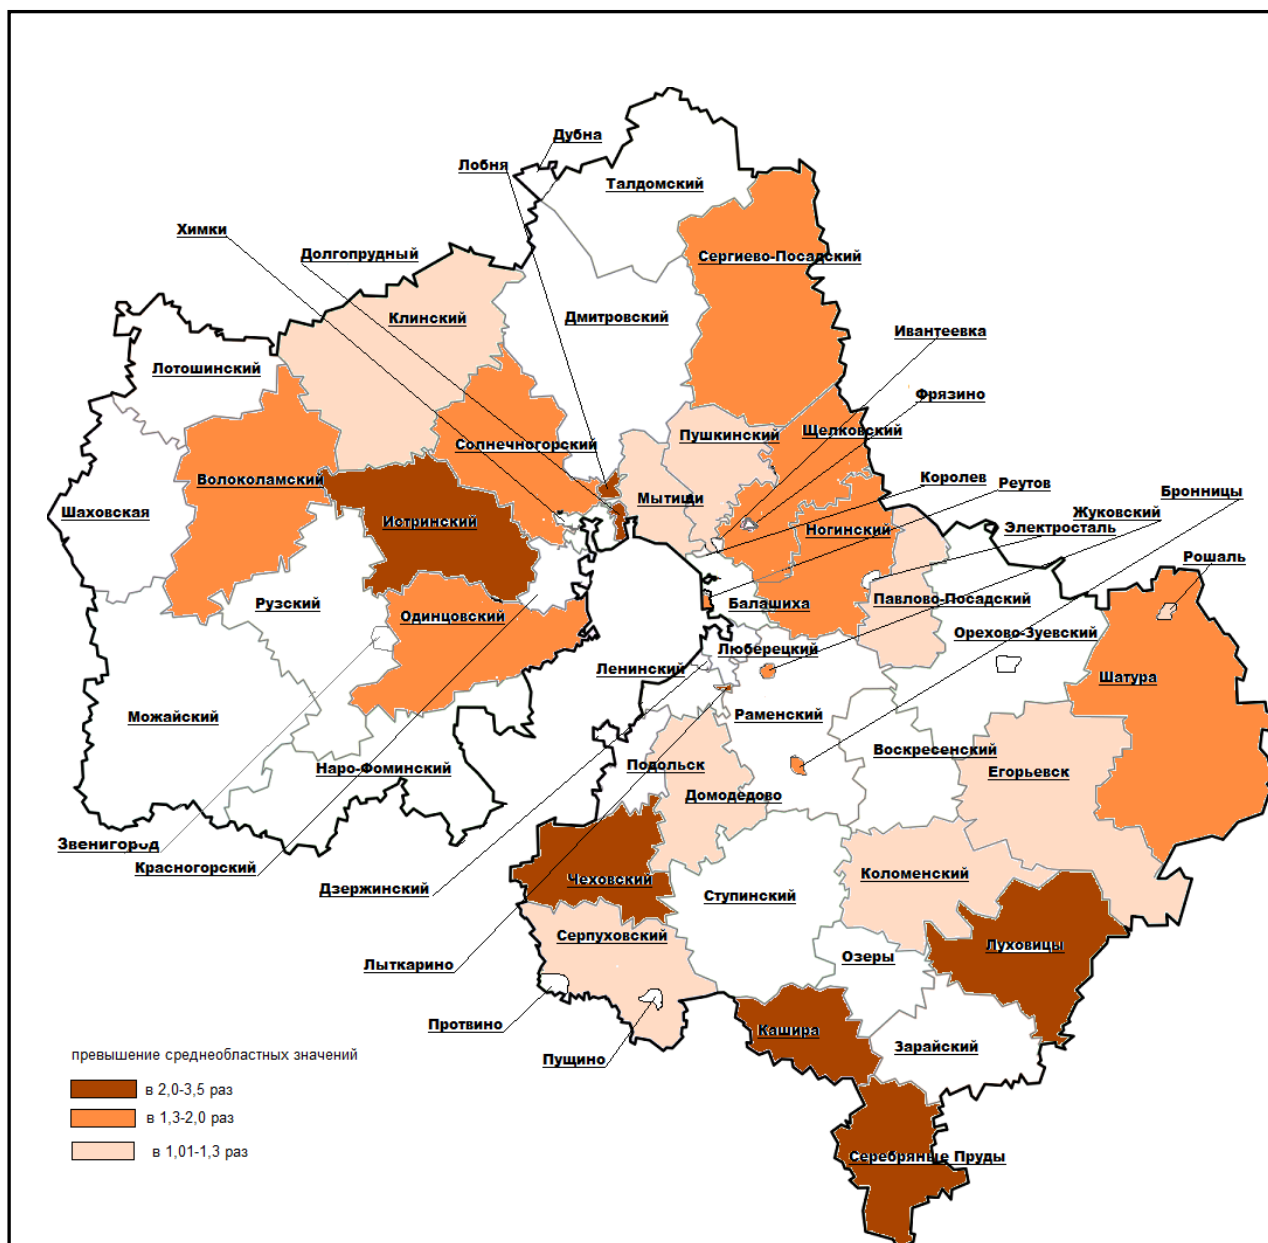 Дубна
Лобня
Талдомский
Химки
Долгопрудный
Сергиево-Посадский
Клинский
Дмитровский
Ивантеевка
Лотошинский
Фрязино
Пушкинский
Щелковский
Солнечногорский
Волоколамский
Королев
Реутов
Бронницы
Мытищи
Шаховская
Истринский
Ногинский
Жуковский
Электросталь
Рошаль
Рузский
Балашиха
Павлово-Посадский
Одинцовский
Орехово-Зуевский
Люберецкий
Ленинский
Шатура
Можайский
Раменский
Воскресенский
Наро-Фоминский
Подольск
Егорьевск
Домодедово
Звенигород
Красногорский
Дзержинский
Чеховский
Коломенский
Ступинский
Серпуховский
Луховицы
Озеры
Лыткарино
Протвино
Кашира
Зарайский
Пущино
превышение среднеобластных значений
в 2,0-3,5 раз
в 1,3-2,0 раз
в 1,01-1,3 раз
Серебряные Пруды